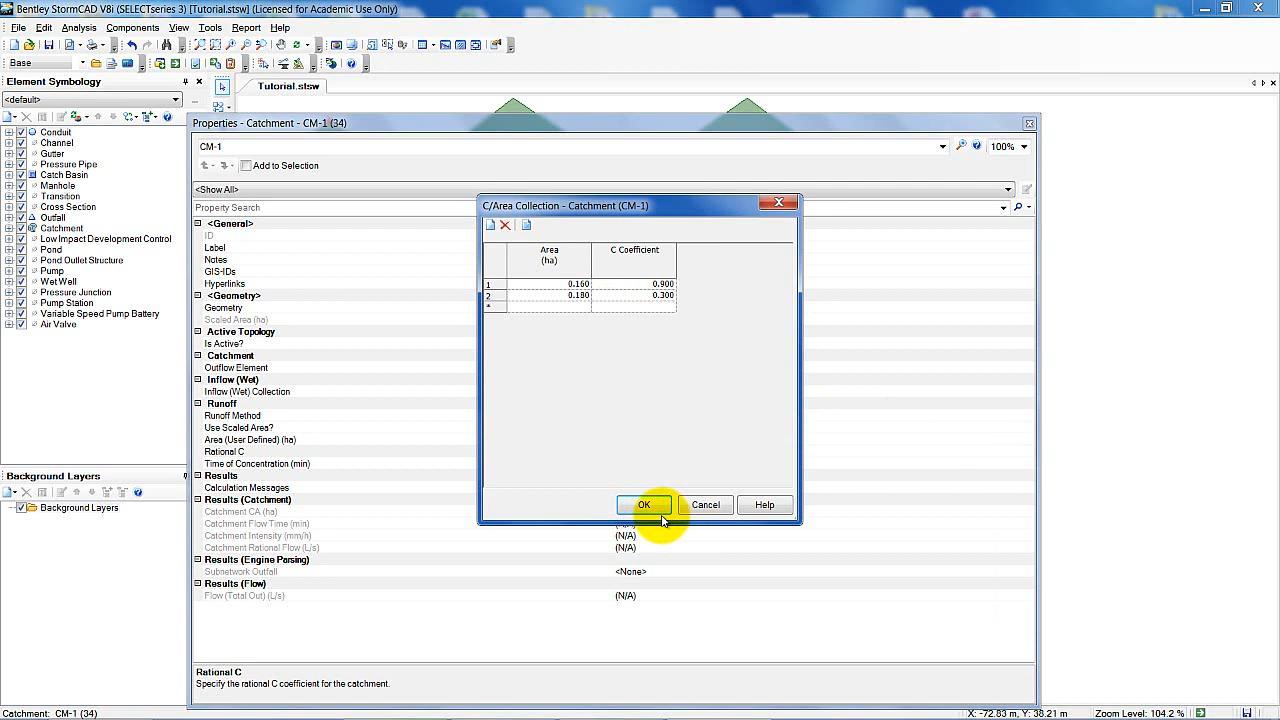 Bentley StormCAD V8i (SELECTseries 3) [Tutorial.stsw] (Licensed for Academic Use Only)
File Edit Analysis Components View Tools Report Help
Base
Element Symbology
<default>
Conduit
Channel
Gutter
Pressure Pipe
Catch Basin
Manhole
Transition
Cross Section
Outfall
Catchment
Low Impact Development Control
Pond
Pond Outlet Structure
Pump
Wet Well
Pressure Junction
Pump Station
Variable Speed Pump Battery
Air Valve
Background Layers
Background Layers
Tutorial.stsw
Properties - Catchment - CM-1 (34)
CM-1
100%
Add to Selection
<Show All>
Property Search
<General>
ID
Label
Notes
GIS-IDs
Hyperlinks
<Geometry>
Geometry
Scaled Area (ha)
Active Topology
Is Active?
Catchment
Outflow Element
Inflow (Wet)
Inflow (Wet) Collection
Runoff
Runoff Method
Use Scaled Area?
Area (User Defined) (ha)
Rational C
Time of Concentration (min)
Results
Calculation Messages
Results (Catchment)
Catchment CA (ha)
Catchment Flow Time (min)
Catchment Intensity (mm/h) (N/A)
Catchment Rational Flow (L/s) (N/A)
Results (Engine Parsing)
Subnetwork Outfall <None>
Results (Flow)
Flow (Total Out) (L/s) (N/A)
Rational C
Specify the rational C coefficient for the catchment.
C/Area Collection - Catchment (CM-1)
Area (ha) C Coefficient
1 0.160 0.900
2 0.180 0.300
*
OK Cancel Help
Catchment: CM-1 (34)
X: -72.83 m, Y: 38.21 m Zoom Level: 104.2 %